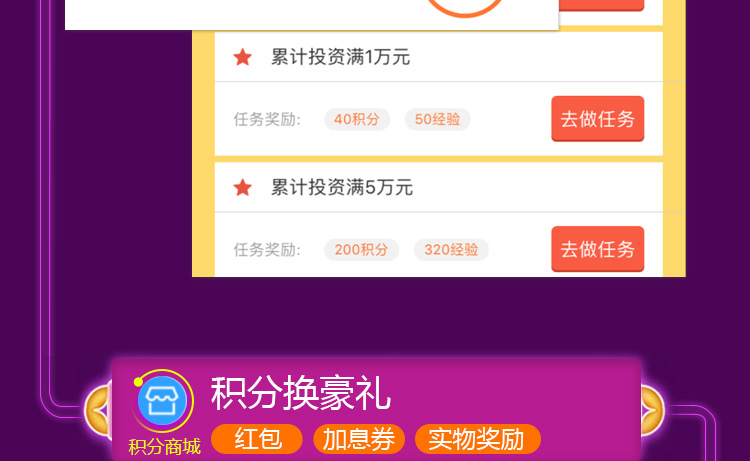 累计投资满1万元
任务奖励: 40积分 50经验 去做任务
累计投资满5万元
任务奖励: 200积分 320经验 去做任务
积分换豪礼
积分商城 红包 加息券 实物奖励